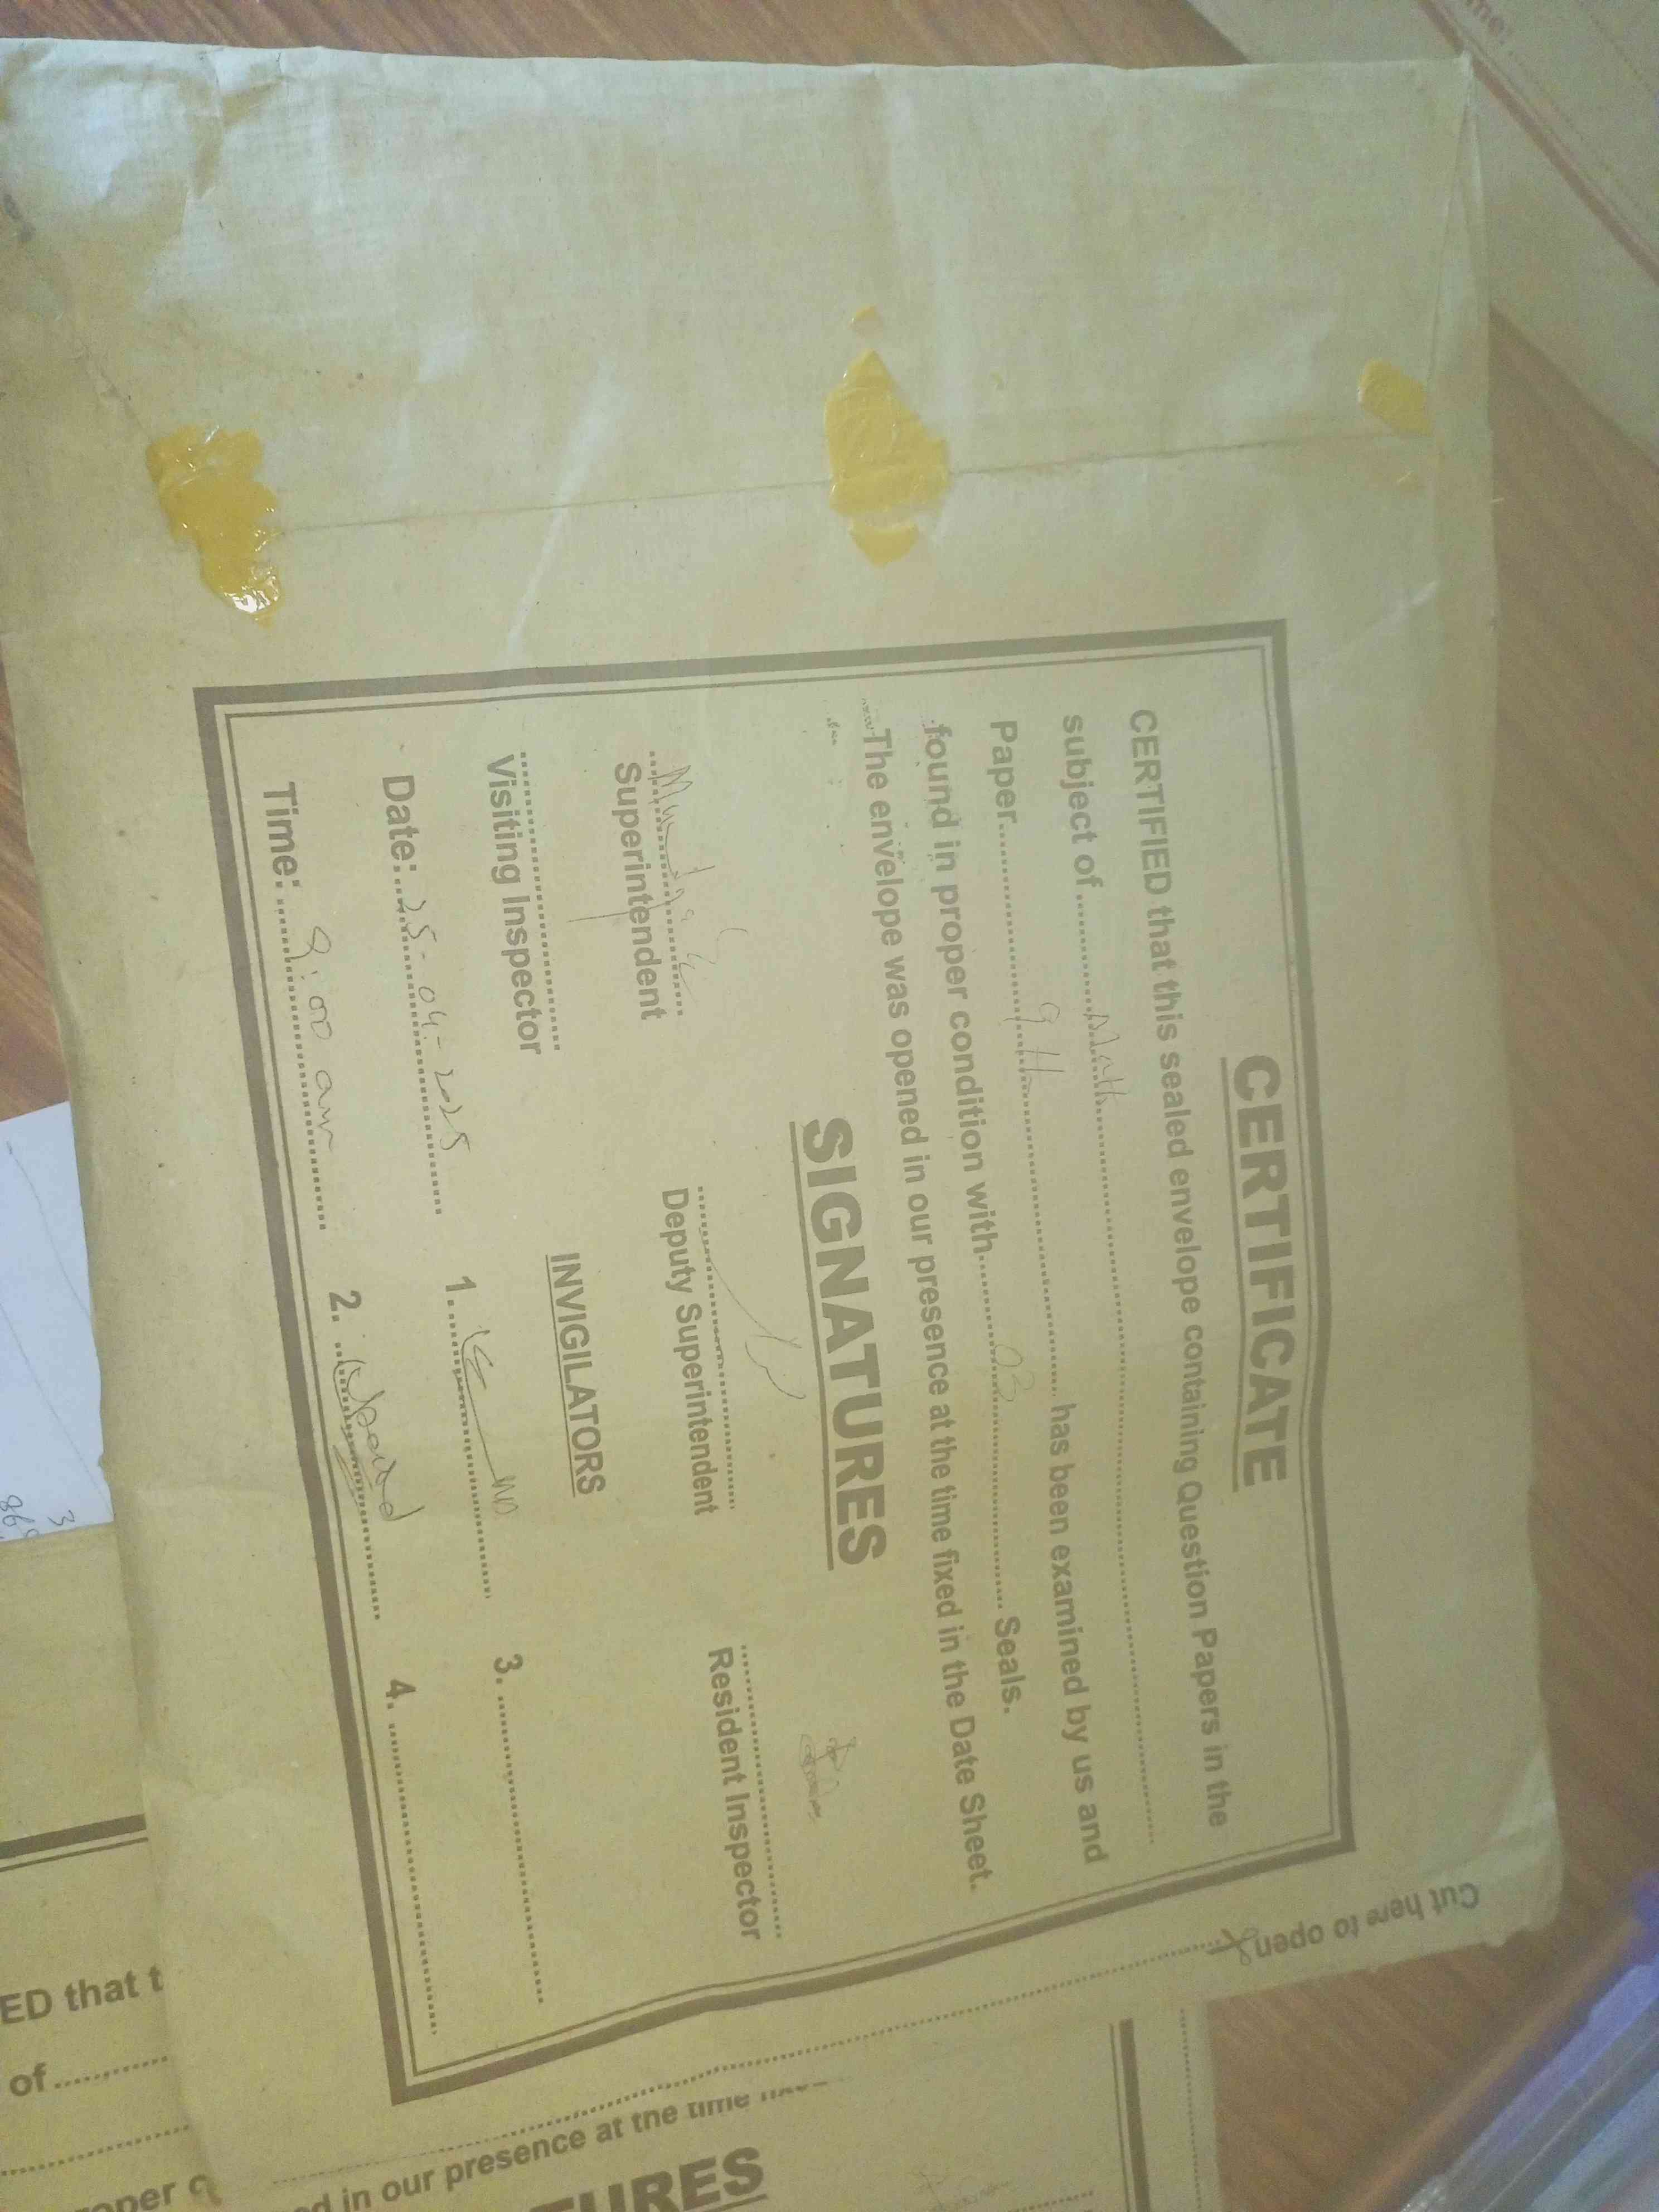 CERTIFICATE
CERTIFIED that this sealed envelope containing Question Papers in the
subject of.......Math.......
Paper.......9th....... has been examined by us and
found in proper condition with.......03....... Seals.
The envelope was opened in our presence at the time fixed in the Date Sheet.
SIGNATURES
Superintendent
Deputy Superintendent
Resident Inspector
Visiting Inspector
INVIGILATORS
Date:...25-04-2025
1.
3.
Time:...9:00 am
2.
4.
Cut here to open
ED that t
of
oper c
ed in our presence at the time
TURES
me.
3